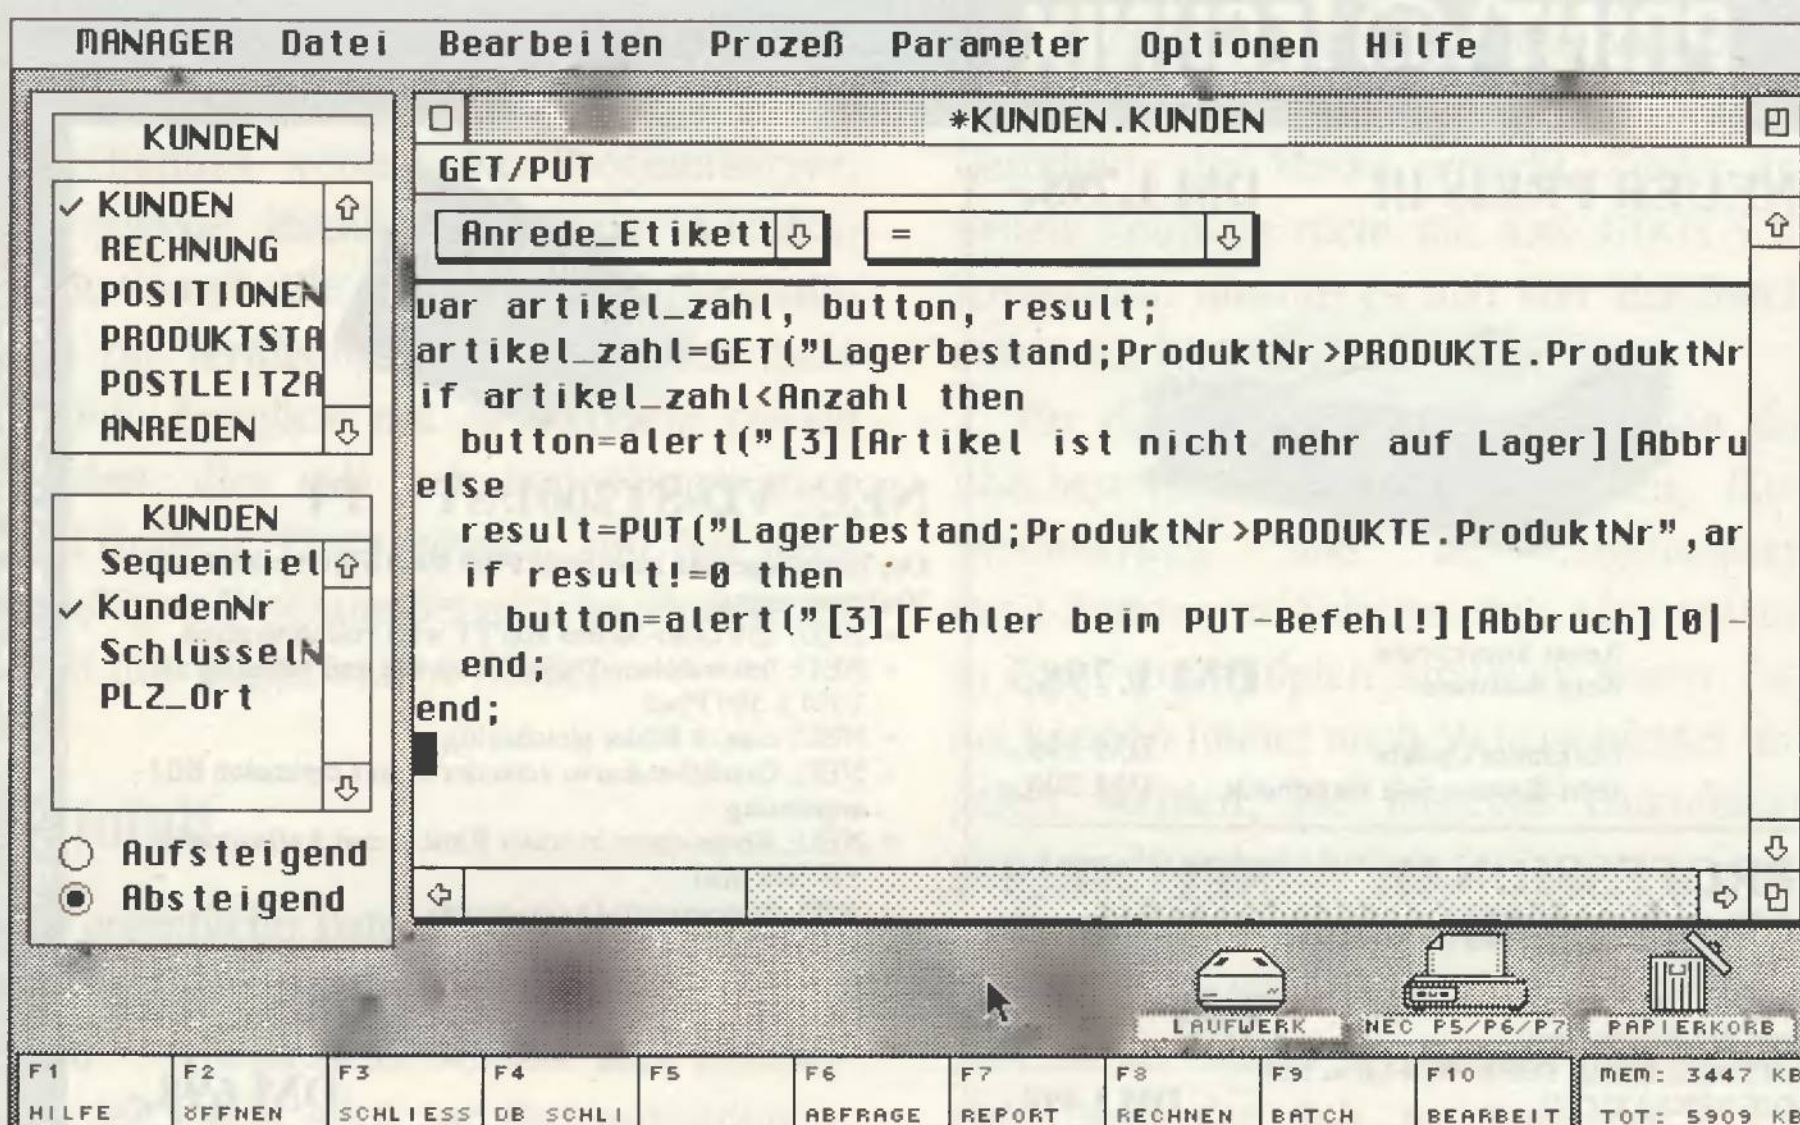 MANAGER Datei Bearbeiten Prozeß Parameter Optionen Hilfe
KUNDEN
KUNDEN
RECHNUNG
POSITIONEN
PRODUKTSTA
POSTLEITZA
ANREDEN
KUNDEN
Sequentiel
KundenNr
SchlüsselN
PLZ_Ort
Aufsteigend
Absteigend
*KUNDEN.KUNDEN
GET/PUT
Anrede_Etikett =
var artikel_zahl, button, result;
artikel_zahl=GET("Lagerbestand;ProduktNr>PRODUKTE.ProduktNr
if artikel_zahl<Anzahl then
button=alert("[3][Artikel ist nicht mehr auf Lager][Abbru
else
result=PUT("Lagerbestand;ProduktNr>PRODUKTE.ProduktNr",ar
if result!=0 then
button=alert("[3][Fehler beim PUT-Befehl!][Abbruch][0|-
end;
end;
LAUFWERK NEC P5/P6/P7 PAPIERKORB
F1 F2 F3 F4 F5 F6 F7 F8 F9 F10 MEM: 3447 KB
HILFE ÖFFNEN SCHLIESS DB SCHLI ABFRAGE REPORT RECHNEN BATCH BEARBEIT TOT: 5909 KB